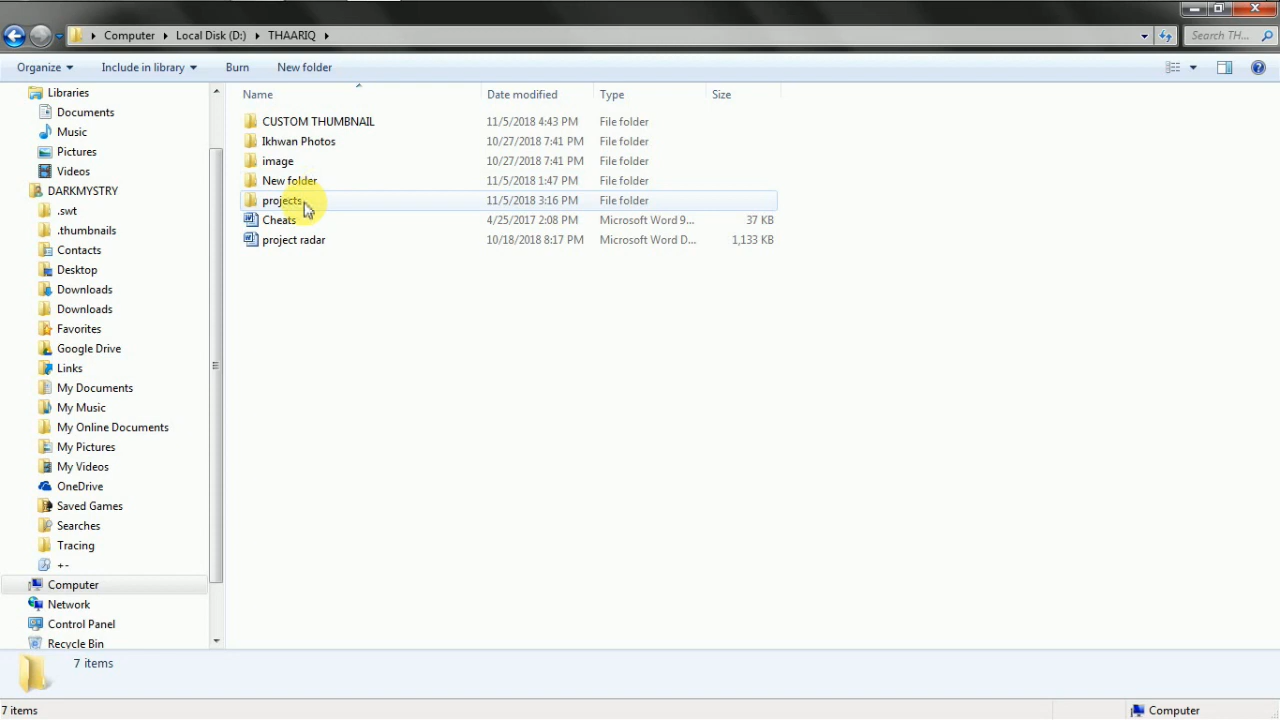 Computer Local Disk (D:) THAARIQ Search TH...
Organize Include in library Burn New folder
Name Date modified Type Size
Libraries
Documents
Music
Pictures
Videos
DARKMYSTRY
.swt
.thumbnails
Contacts
Desktop
Downloads
Downloads
Favorites
Google Drive
Links
My Documents
My Music
My Online Documents
My Pictures
My Videos
OneDrive
Saved Games
Searches
Tracing
+-
Computer
Network
Control Panel
Recycle Bin
CUSTOM THUMBNAIL 11/5/2018 4:43 PM File folder
Ikhwan Photos 10/27/2018 7:41 PM File folder
image 10/27/2018 7:41 PM File folder
New folder 11/5/2018 1:47 PM File folder
projects 11/5/2018 3:16 PM File folder
Cheats 4/25/2017 2:08 PM Microsoft Word 9... 37 KB
project radar 10/18/2018 8:17 PM Microsoft Word D... 1,133 KB
7 items
7 items Computer